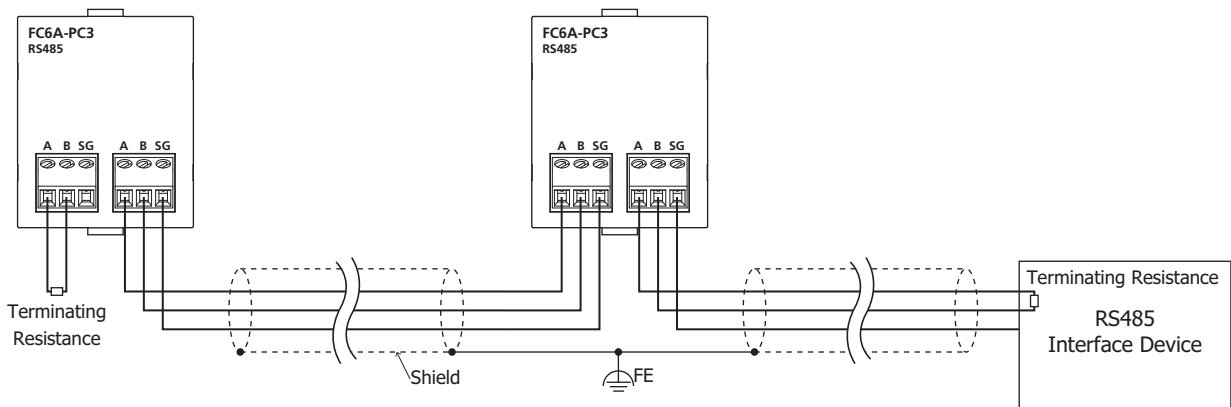 FC6A-PC3
RS485
A B SG A B SG
Terminating
Resistance
FC6A-PC3
RS485
A B SG A B SG
Shield
FE
Terminating Resistance
RS485
Interface Device